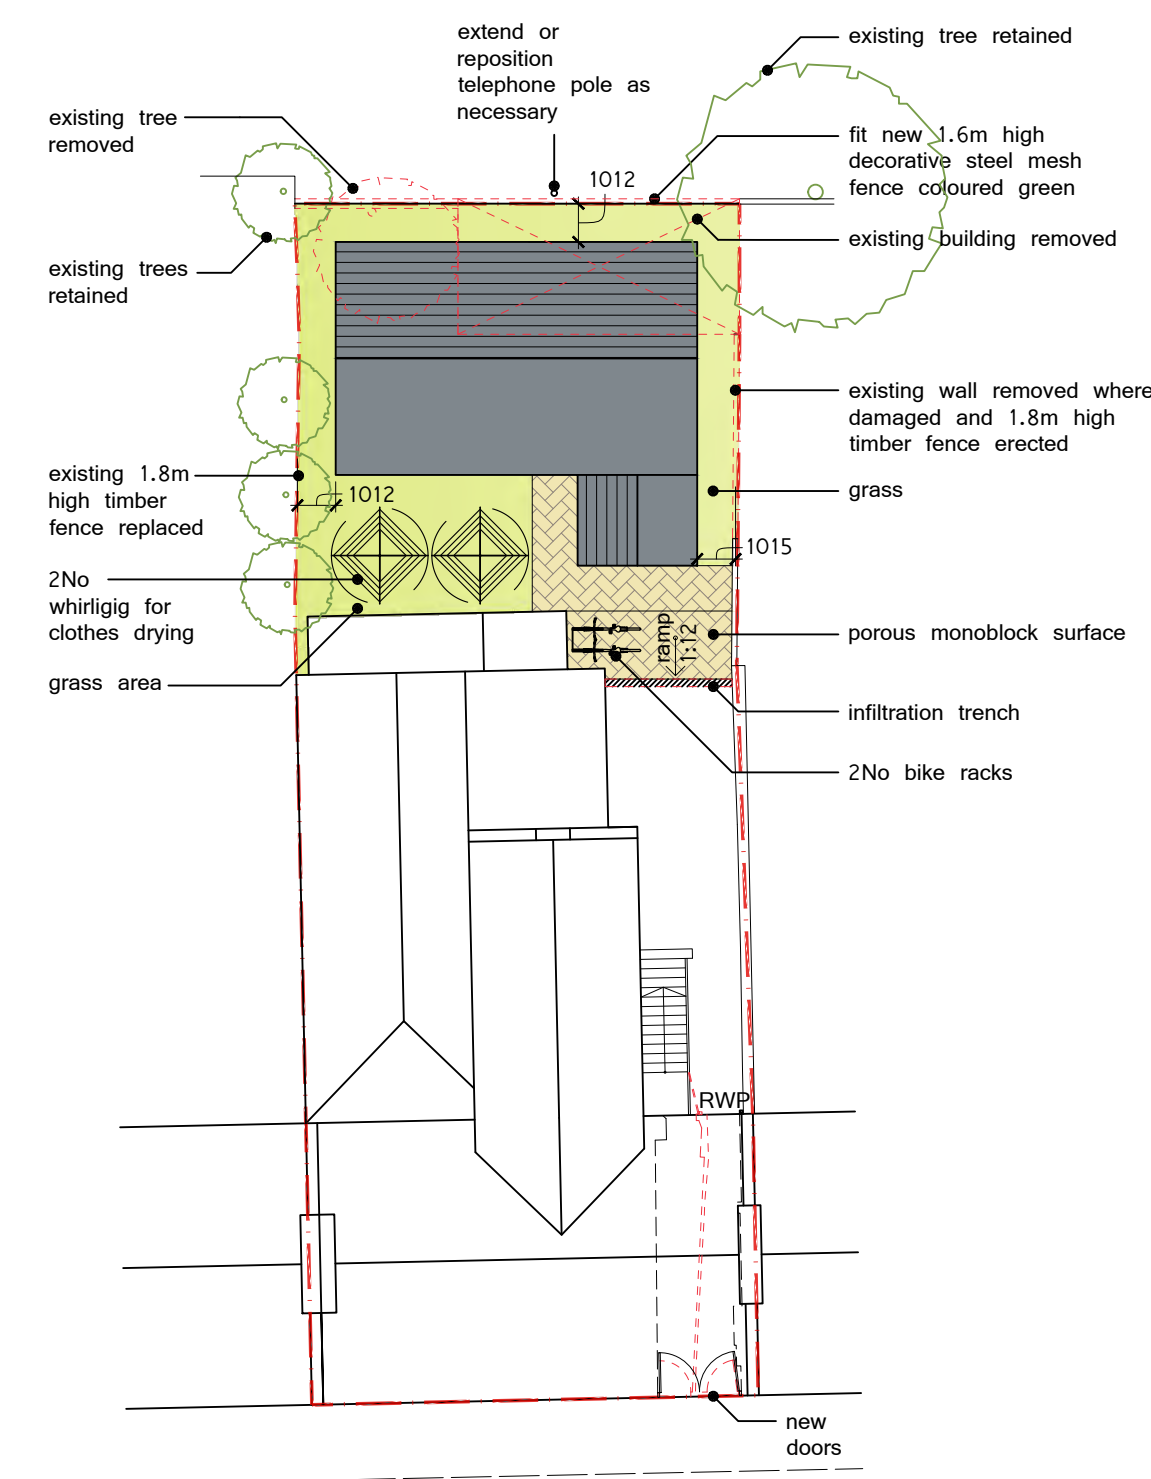 extend or
reposition
telephone pole as
necessary
existing tree retained
existing tree
removed
fit new 1.6m high
decorative steel mesh
fence coloured green
1012
existing building removed
existing trees
retained
existing wall removed where
damaged and 1.8m high
timber fence erected
existing 1.8m
high timber
fence replaced
1012
grass
1015
2No
whirligig for
clothes drying
ramp
1:12
porous monoblock surface
grass area
infiltration trench
2No bike racks
RWP
new
doors